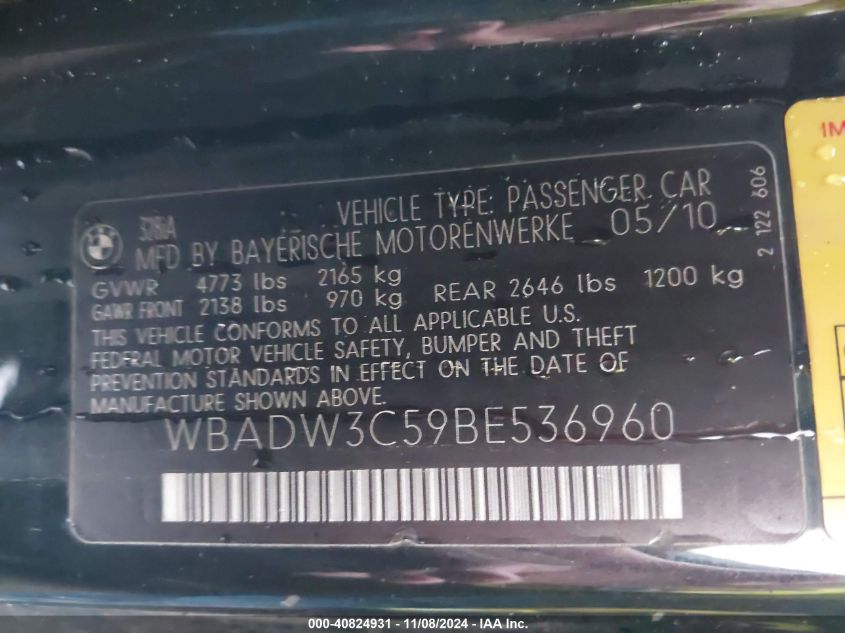 BMW
328iA VEHICLE TYPE: PASSENGER CAR
MFD BY BAYERISCHE MOTORENWERKE 05/10
GVWR 4773 lbs 2165 kg
GAWR FRONT 2138 lbs 970 kg REAR 2646 lbs 1200 kg
THIS VEHICLE CONFORMS TO ALL APPLICABLE U.S.
FEDERAL MOTOR VEHICLE SAFETY, BUMPER AND THEFT
PREVENTION STANDARDS IN EFFECT ON THE DATE OF
MANUFACTURE SHOWN ABOVE.
WBADW3C59BE536960
2 122 606
IM
000-40824931 - 11/08/2024 - IAA Inc.